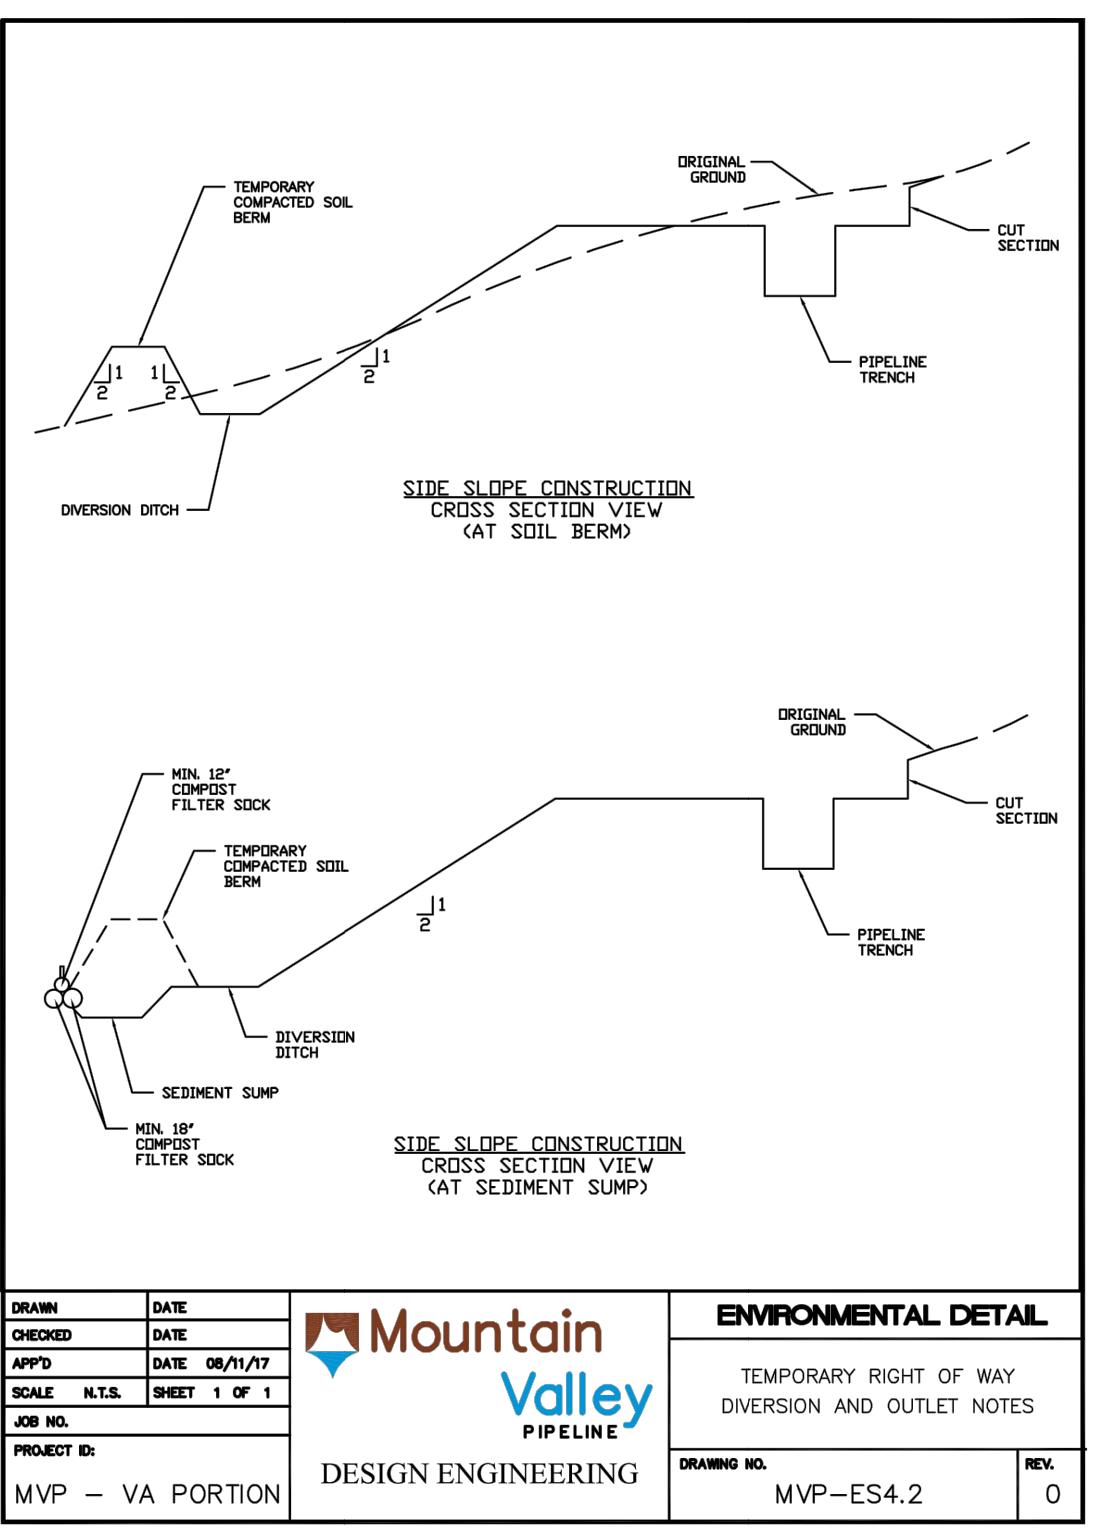 ORIGINAL
GROUND
TEMPORARY
COMPACTED SOIL
BERM
CUT
SECTION
1
2
1
2
1
2
PIPELINE
TRENCH
DIVERSION DITCH
SIDE SLOPE CONSTRUCTION
CROSS SECTION VIEW
(AT SOIL BERM)
ORIGINAL
GROUND
MIN. 12"
COMPOST
FILTER SOCK
CUT
SECTION
TEMPORARY
COMPACTED SOIL
BERM
1
2
PIPELINE
TRENCH
DIVERSION
DITCH
SEDIMENT SUMP
MIN. 18"
COMPOST
FILTER SOCK
SIDE SLOPE CONSTRUCTION
CROSS SECTION VIEW
(AT SEDIMENT SUMP)
DRAWN DATE
CHECKED DATE
APP'D DATE 08/11/17
SCALE N.T.S. SHEET 1 OF 1
JOB NO.
PROJECT ID:
MVP - VA PORTION
Mountain
Valley
PIPELINE
DESIGN ENGINEERING
ENVIRONMENTAL DETAIL
TEMPORARY RIGHT OF WAY
DIVERSION AND OUTLET NOTES
DRAWING NO.
MVP-ES4.2
REV.
0